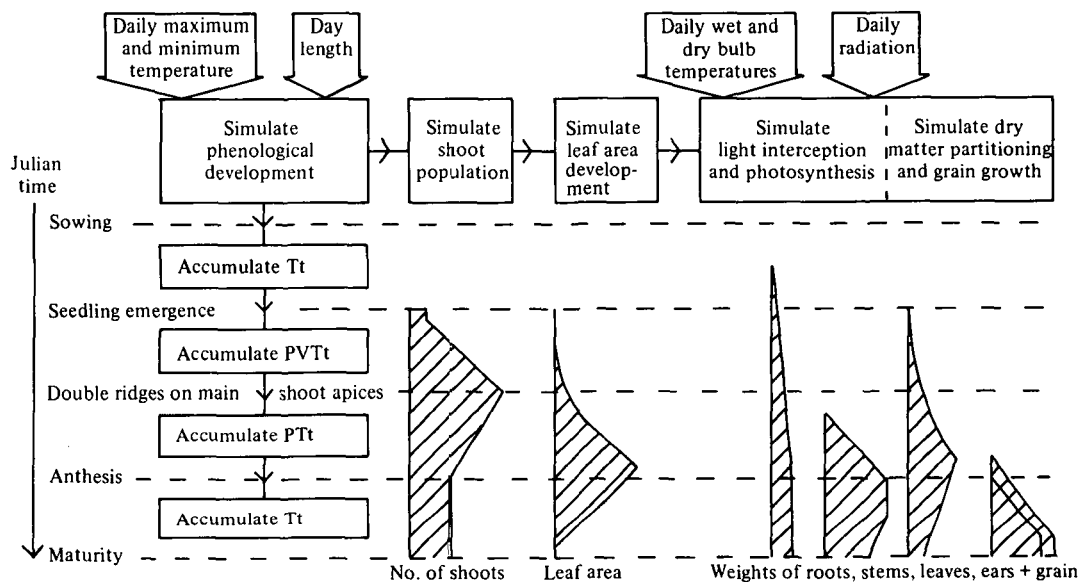 Daily maximum
and minimum
temperature
Day
length
Daily wet and
dry bulb
temperatures
Daily
radiation
Simulate
phenological
development
Simulate
shoot
population
Simulate
leaf area
develop-
ment
Simulate
light interception
and photosynthesis
Simulate dry
matter partitioning
and grain growth
Julian
time
Sowing
Accumulate Tt
Seedling emergence
Accumulate PVTt
Double ridges on main shoot apices
Accumulate PTt
Anthesis
Accumulate Tt
Maturity
No. of shoots
Leaf area
Weights of roots, stems, leaves, ears + grain